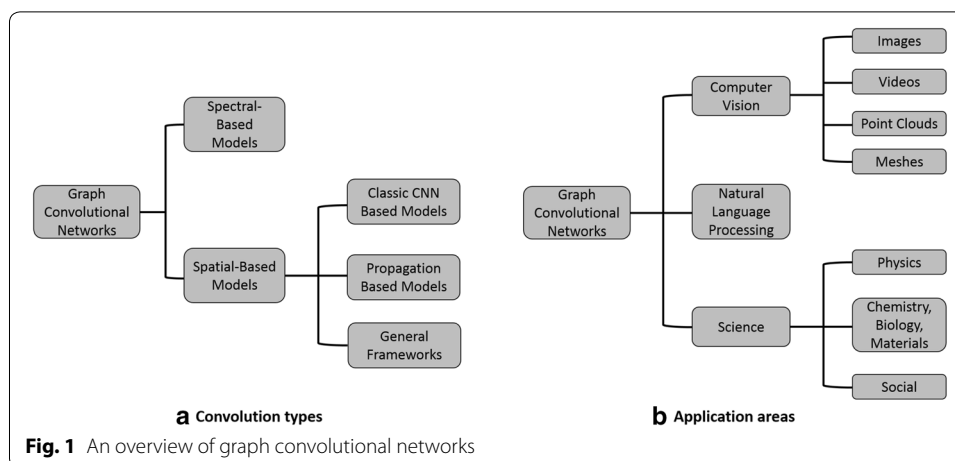 Graph
Convolutional
Networks
Spectral-
Based
Models
Spatial-Based
Models
Classic CNN
Based Models
Propagation
Based Models
General
Frameworks
a Convolution types
Graph
Convolutional
Networks
Computer
Vision
Images
Videos
Point Clouds
Meshes
Natural
Language
Processing
Science
Physics
Chemistry,
Biology,
Materials
Social
b Application areas
Fig. 1 An overview of graph convolutional networks